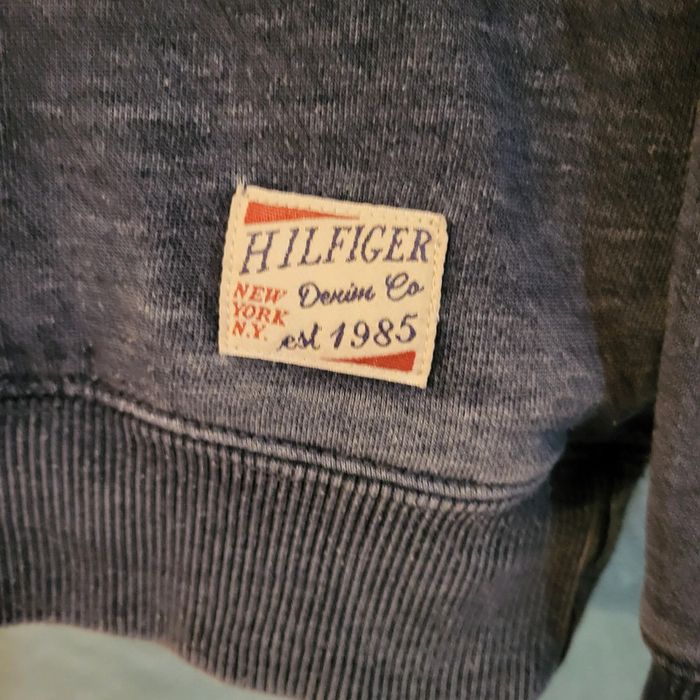 HILFIGER
NEW YORK N.Y.
Denim Co
est 1985